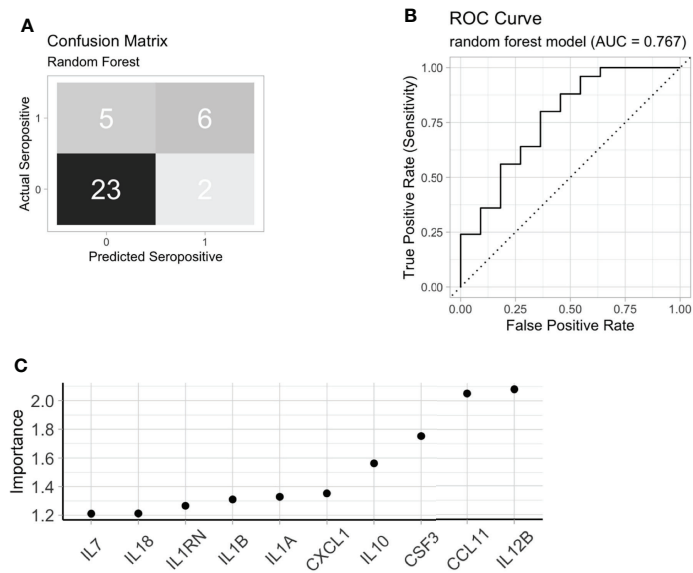 A
Confusion Matrix
Random Forest
Actual Seropositive
1
0
5
6
23
2
0
1
Predicted Seropositive
B
ROC Curve
random forest model (AUC = 0.767)
True Positive Rate (Sensitivity)
1.00
0.75
0.50
0.25
0.00
0.00
0.25
0.50
0.75
1.00
False Positive Rate
C
Importance
2.0
1.8
1.6
1.4
1.2
IL7
IL18
IL1RN
IL1B
IL1A
CXCL1
IL10
CSF3
CCL11
IL12B